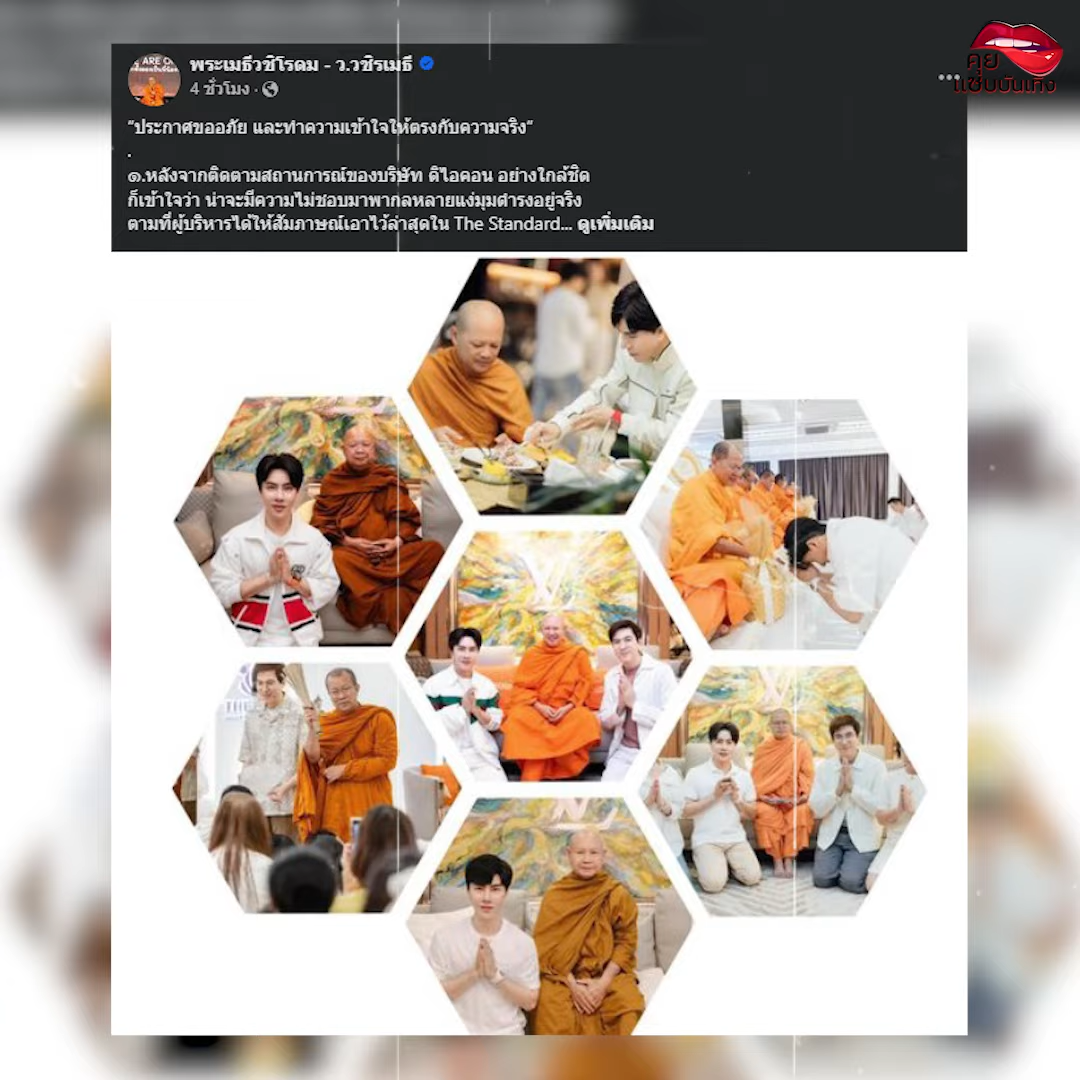 พระเมธีวชิโรดม - ว.วชิรเมธี
4 ชั่วโมง ·
"ประกาศขออภัย และทำความเข้าใจให้ตรงกับความจริง"
.
๑.หลังจากติดตามสถานการณ์ของบริษัท ดิไอคอน อย่างใกล้ชิด
ก็เข้าใจว่า น่าจะมีความไม่ชอบมาพากลหลายแง่มุมดำรงอยู่จริง
ตามที่ผู้บริหารได้ให้สัมภาษณ์เอาไว้ล่าสุดใน The Standard... ดูเพิ่มเติม
คุย
แซ่บบันเทิง